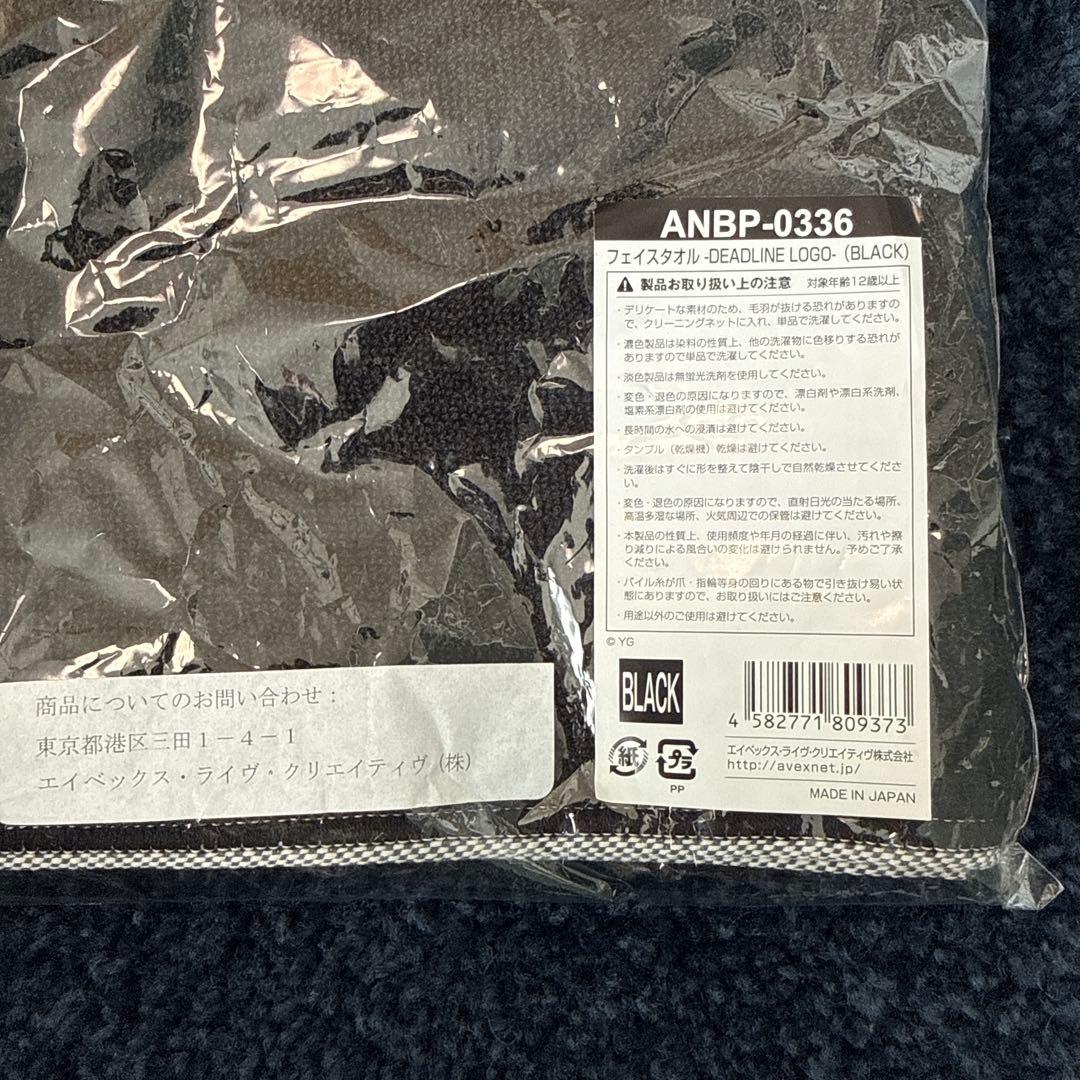 ANBP-0336
フェイスタオル -DEADLINE LOGO-（BLACK）
製品お取り扱い上の注意 対象年齢12歳以上
・デリケートな素材のため、毛羽が抜ける恐れがありますの
で、クリーニングネットに入れ、単品で洗濯してください。
・濃色製品は染料の性質上、他の洗濯物に色移りする恐れが
ありますので単品で洗濯してください。
・淡色製品は無蛍光洗剤を使用してください。
・変色・退色の原因になりますので、漂白剤や漂白系洗剤、
塩素系漂白剤の使用は避けてください。
・長時間の水への浸漬は避けてください。
・タンブル（乾燥機）乾燥は避けてください。
・洗濯後はすぐに形を整えて陰干しで自然乾燥させてくださ
い。
・変色・退色の原因になりますので、直射日光の当たる場所、
高温多湿な場所、火気周辺での保管は避けてください。
・本製品の性質上、使用頻度や年月の経過に伴い、汚れや擦
り減りによる風合いの変化は避けられません。予めご了承
ください。
・パイル糸が爪・指輪等身の回りにある物で引き抜け易い状
態にありますので、お取り扱いにはご注意ください。
・用途以外のご使用は避けてください。
© YG
BLACK
4 582771 809373
紙
プラ
PP
エイベックス・ライヴ・クリエイティヴ株式会社
http://avexnet.jp/
MADE IN JAPAN
商品についてのお問い合わせ：
東京都港区三田１－４－１
エイベックス・ライヴ・クリエイティヴ（株）